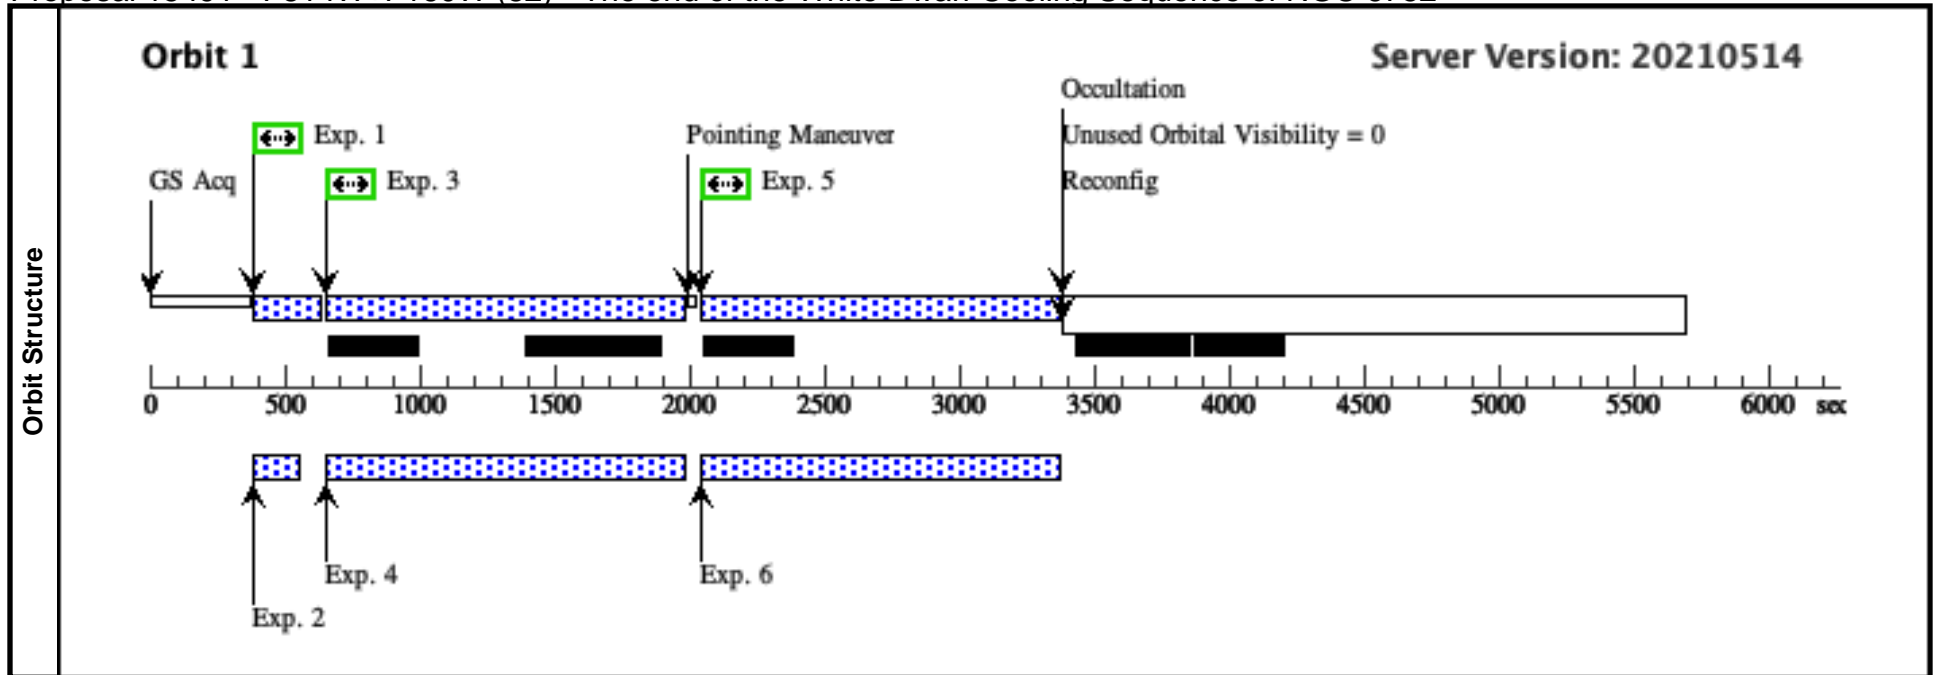 Orbit 1
Server Version: 20210514
Occultation
Exp. 1
Pointing Maneuver
Unused Orbital Visibility = 0
GS Acq
Exp. 3
Exp. 5
Reconfig
Orbit Structure
0 500 1000 1500 2000 2500 3000 3500 4000 4500 5000 5500 6000 sec
Exp. 4
Exp. 6
Exp. 2